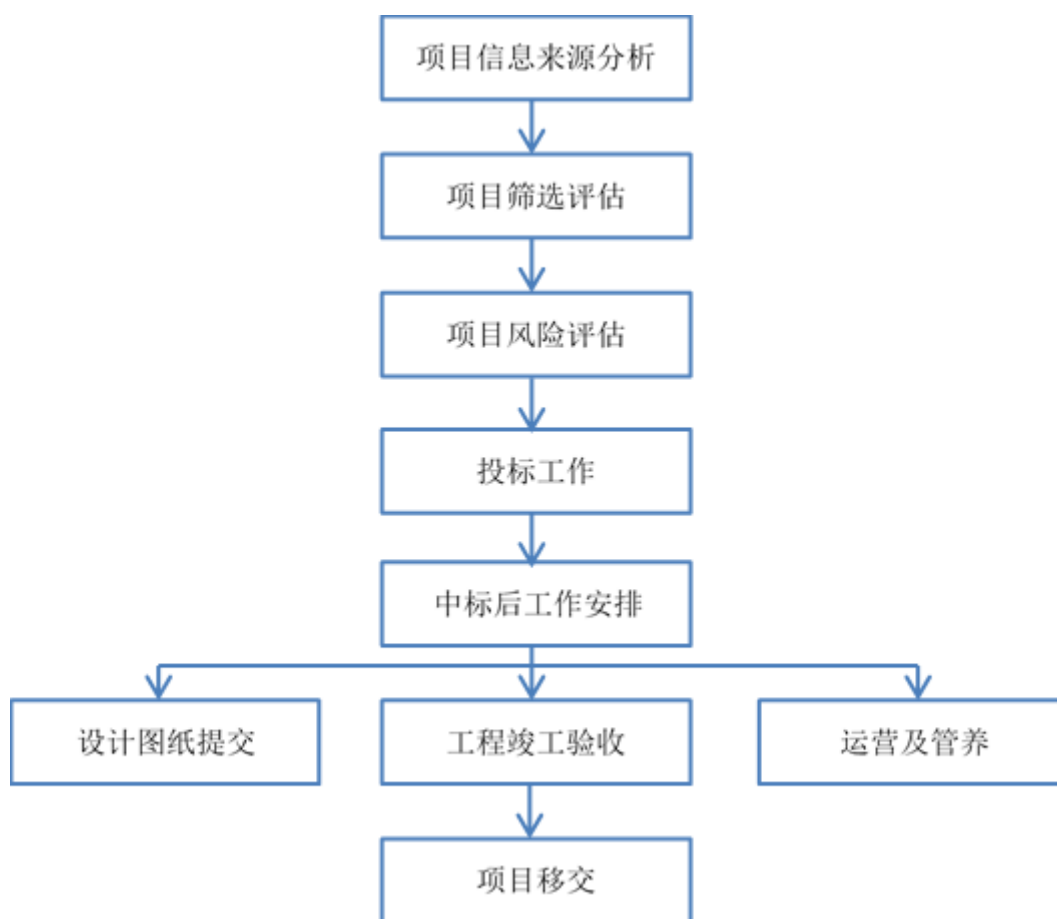 项目信息来源分析
项目筛选评估
项目风险评估
投标工作
中标后工作安排
设计图纸提交
工程竣工验收
运营及管养
项目移交